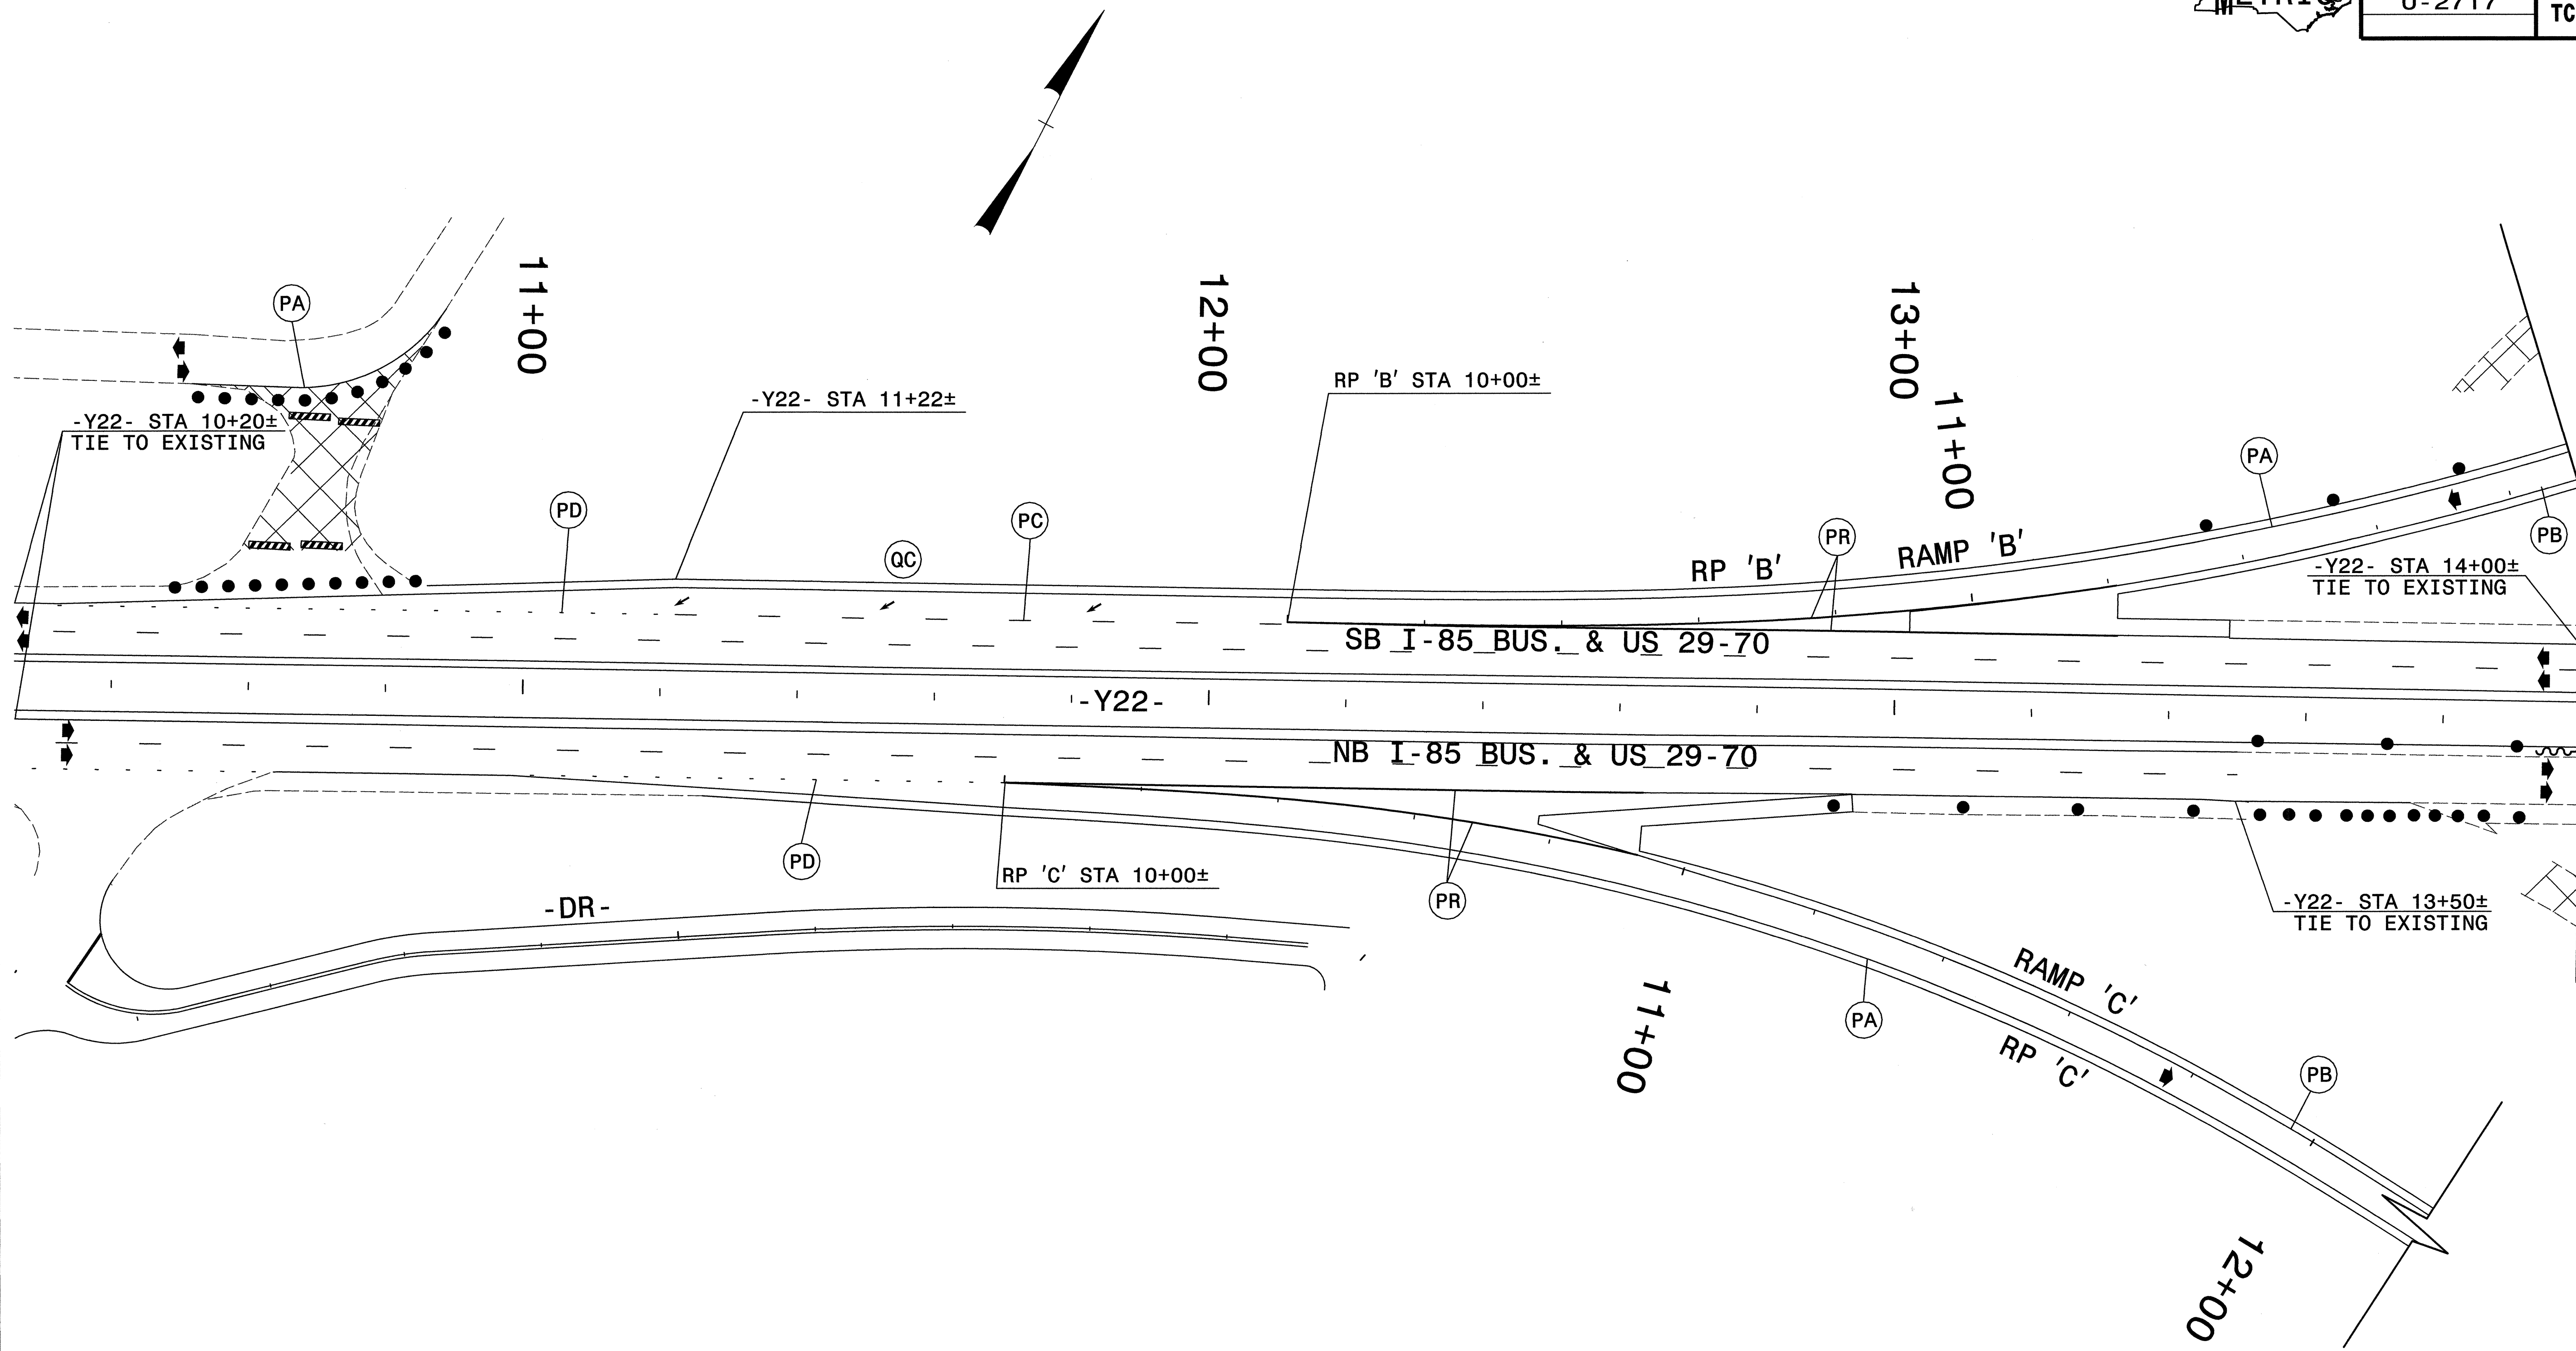 METRIC
U-2717
TC
11+00
12+00
13+00
11+00
PA
RP 'B' STA 10+00±
-Y22- STA 11+22±
-Y22- STA 10+20±
TIE TO EXISTING
PD
PC
QC
PR
PA
PB
RP 'B'
RAMP 'B'
-Y22- STA 14+00±
TIE TO EXISTING
SB I-85 BUS. & US 29-70
-Y22-
NB I-85 BUS. & US 29-70
PD
RP 'C' STA 10+00±
PR
-DR-
-Y22- STA 13+50±
TIE TO EXISTING
11+00
PA
RAMP 'C'
RP 'C'
PB
12+00